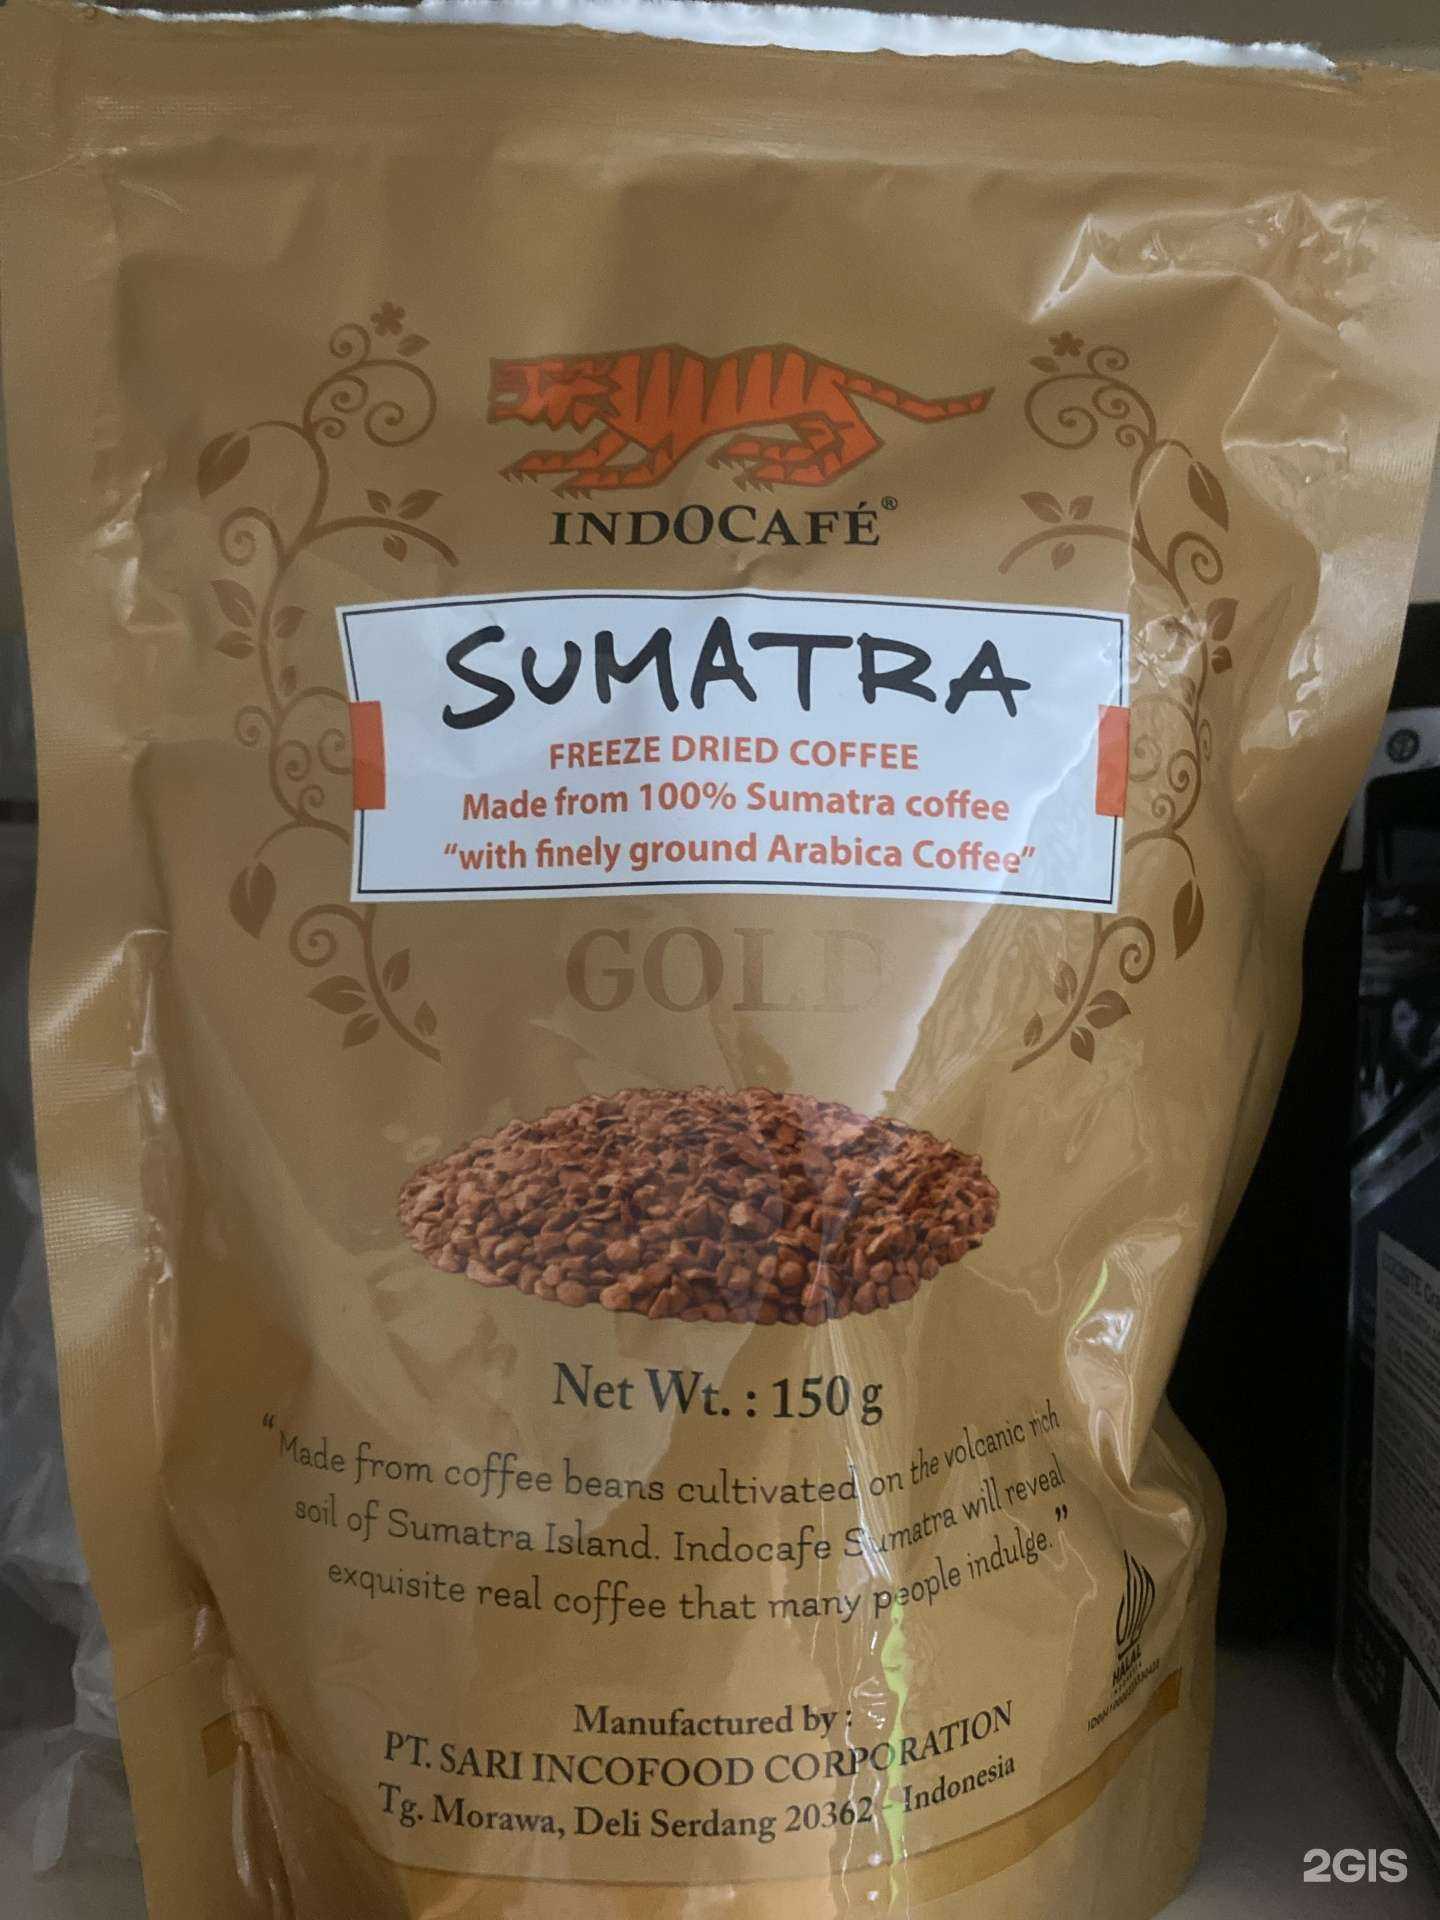 INDOCAFÉ®
SUMATRA
FREEZE DRIED COFFEE
Made from 100% Sumatra coffee
“with finely ground Arabica Coffee”
GOLD
Net Wt. : 150 g
“Made from coffee beans cultivated on the volcanic rich
soil of Sumatra Island. Indocafe Sumatra will reveal
exquisite real coffee that many people indulge.”
HALAL
Manufactured by :
PT. SARI INCOFOOD CORPORATION
Tg. Morawa, Deli Serdang 20362 - Indonesia
2GIS